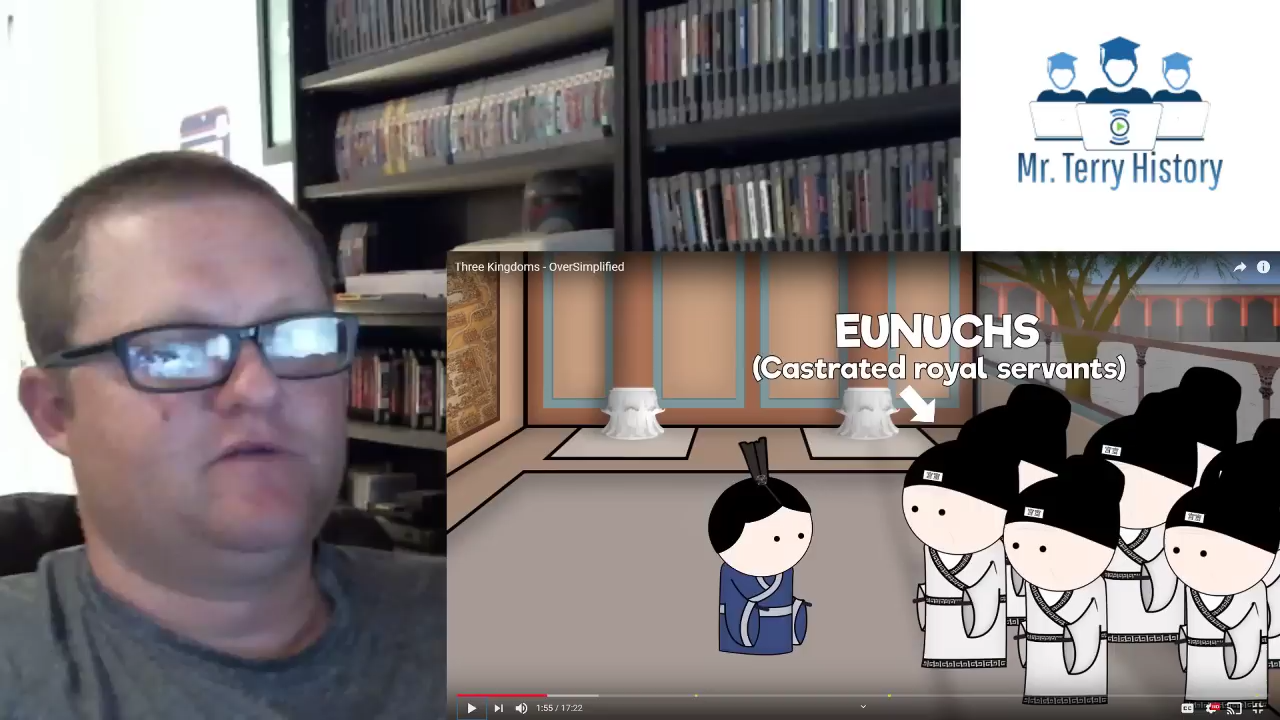 Mr. Terry History
Three Kingdoms - OverSimplified
EUNUCHS
(Castrated royal servants)
1:55 / 17:22